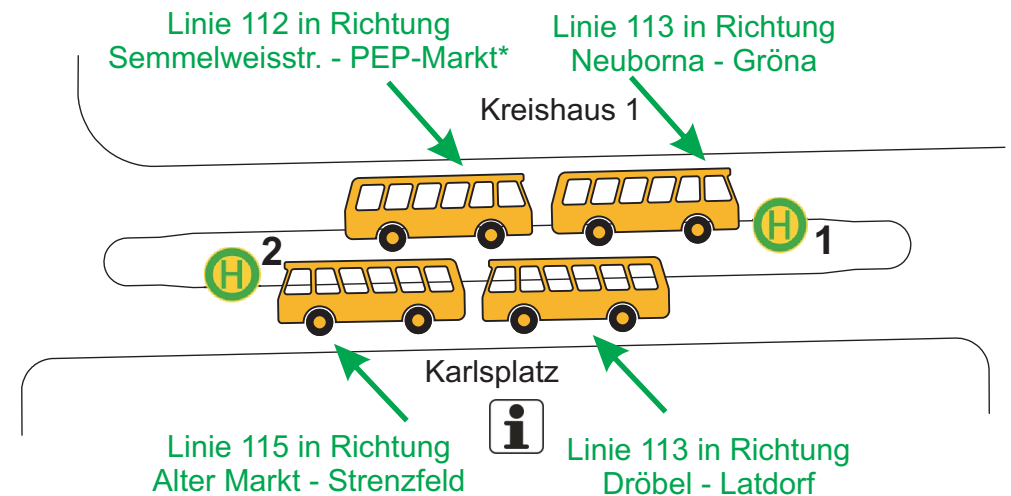 Linie 112 in Richtung
Semmelweisstr. - PEP-Markt*
Linie 113 in Richtung
Neuborna - Gröna
Kreishaus 1
H 1
H 2
Karlsplatz
i
Linie 115 in Richtung
Alter Markt - Strenzfeld
Linie 113 in Richtung
Dröbel - Latdorf